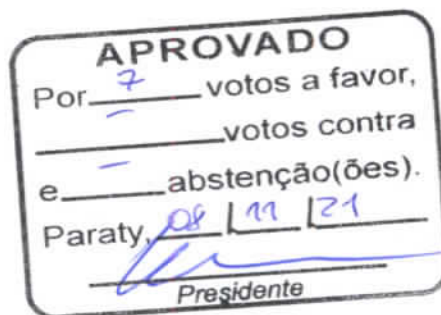 APROVADO
Por 7 votos a favor,
— votos contra
e — abstenção(ões).
Paraty, 08 | 11 | 21
Presidente